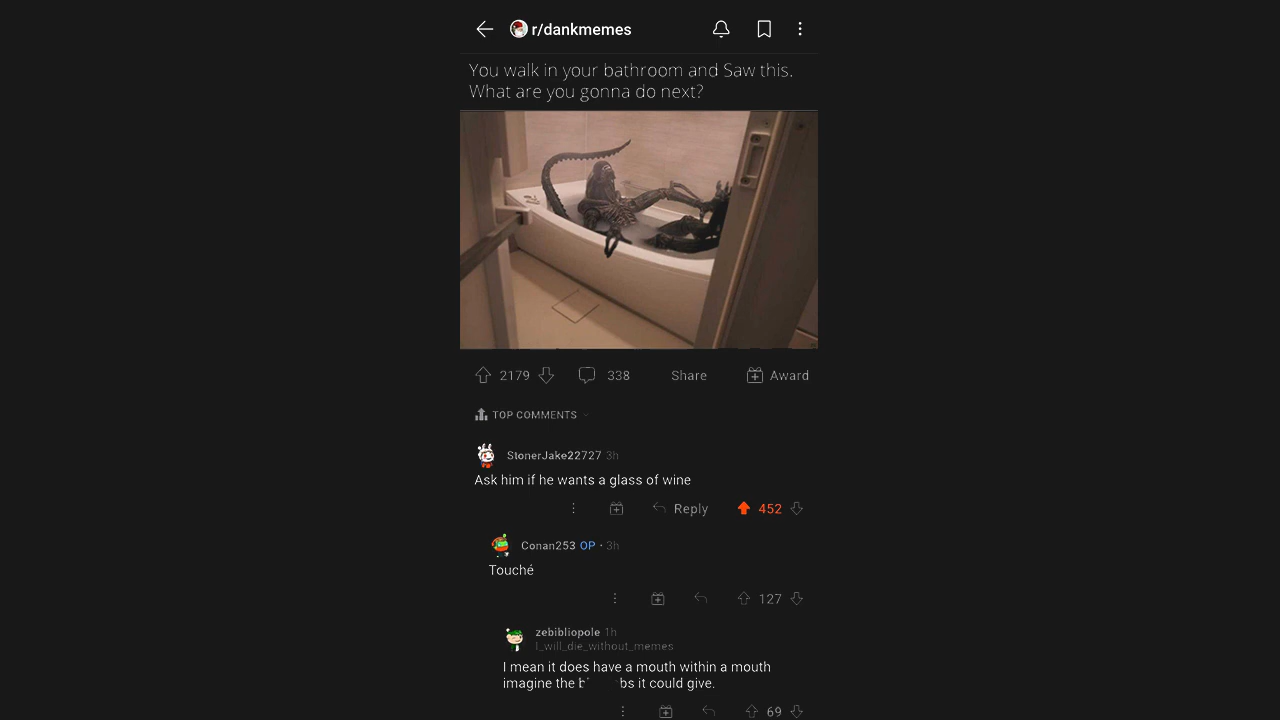 r/dankmemes
You walk in your bathroom and Saw this.
What are you gonna do next?
2179
338
Share
Award
TOP COMMENTS
StonerJake22727 3h
Ask him if he wants a glass of wine
Reply
452
Conan253 OP · 3h
Touché
127
zebibliopole 1h
I_will_die_without_memes
I mean it does have a mouth within a mouth
imagine the it could give.
69